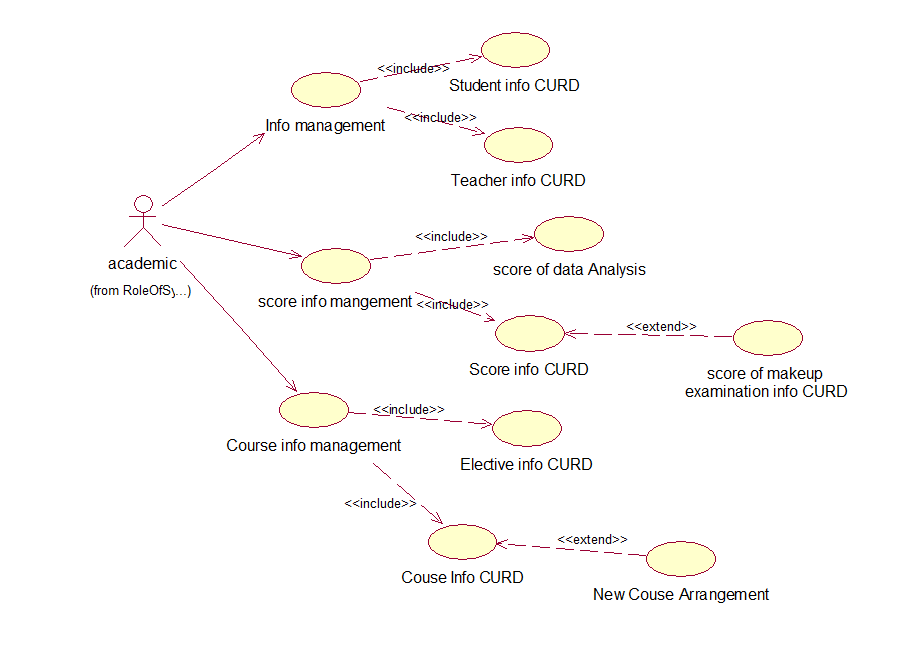 <<include>>
Student info CURD
<<include>>
Info management
Teacher info CURD
<<include>>
academic
score of data Analysis
(from RoleOfSy...)
score info mangement
<<include>>
<<extend>>
Score info CURD
score of makeup
examination info CURD
<<include>>
Course info management
Elective info CURD
<<include>>
<<extend>>
Couse Info CURD
New Couse Arrangement